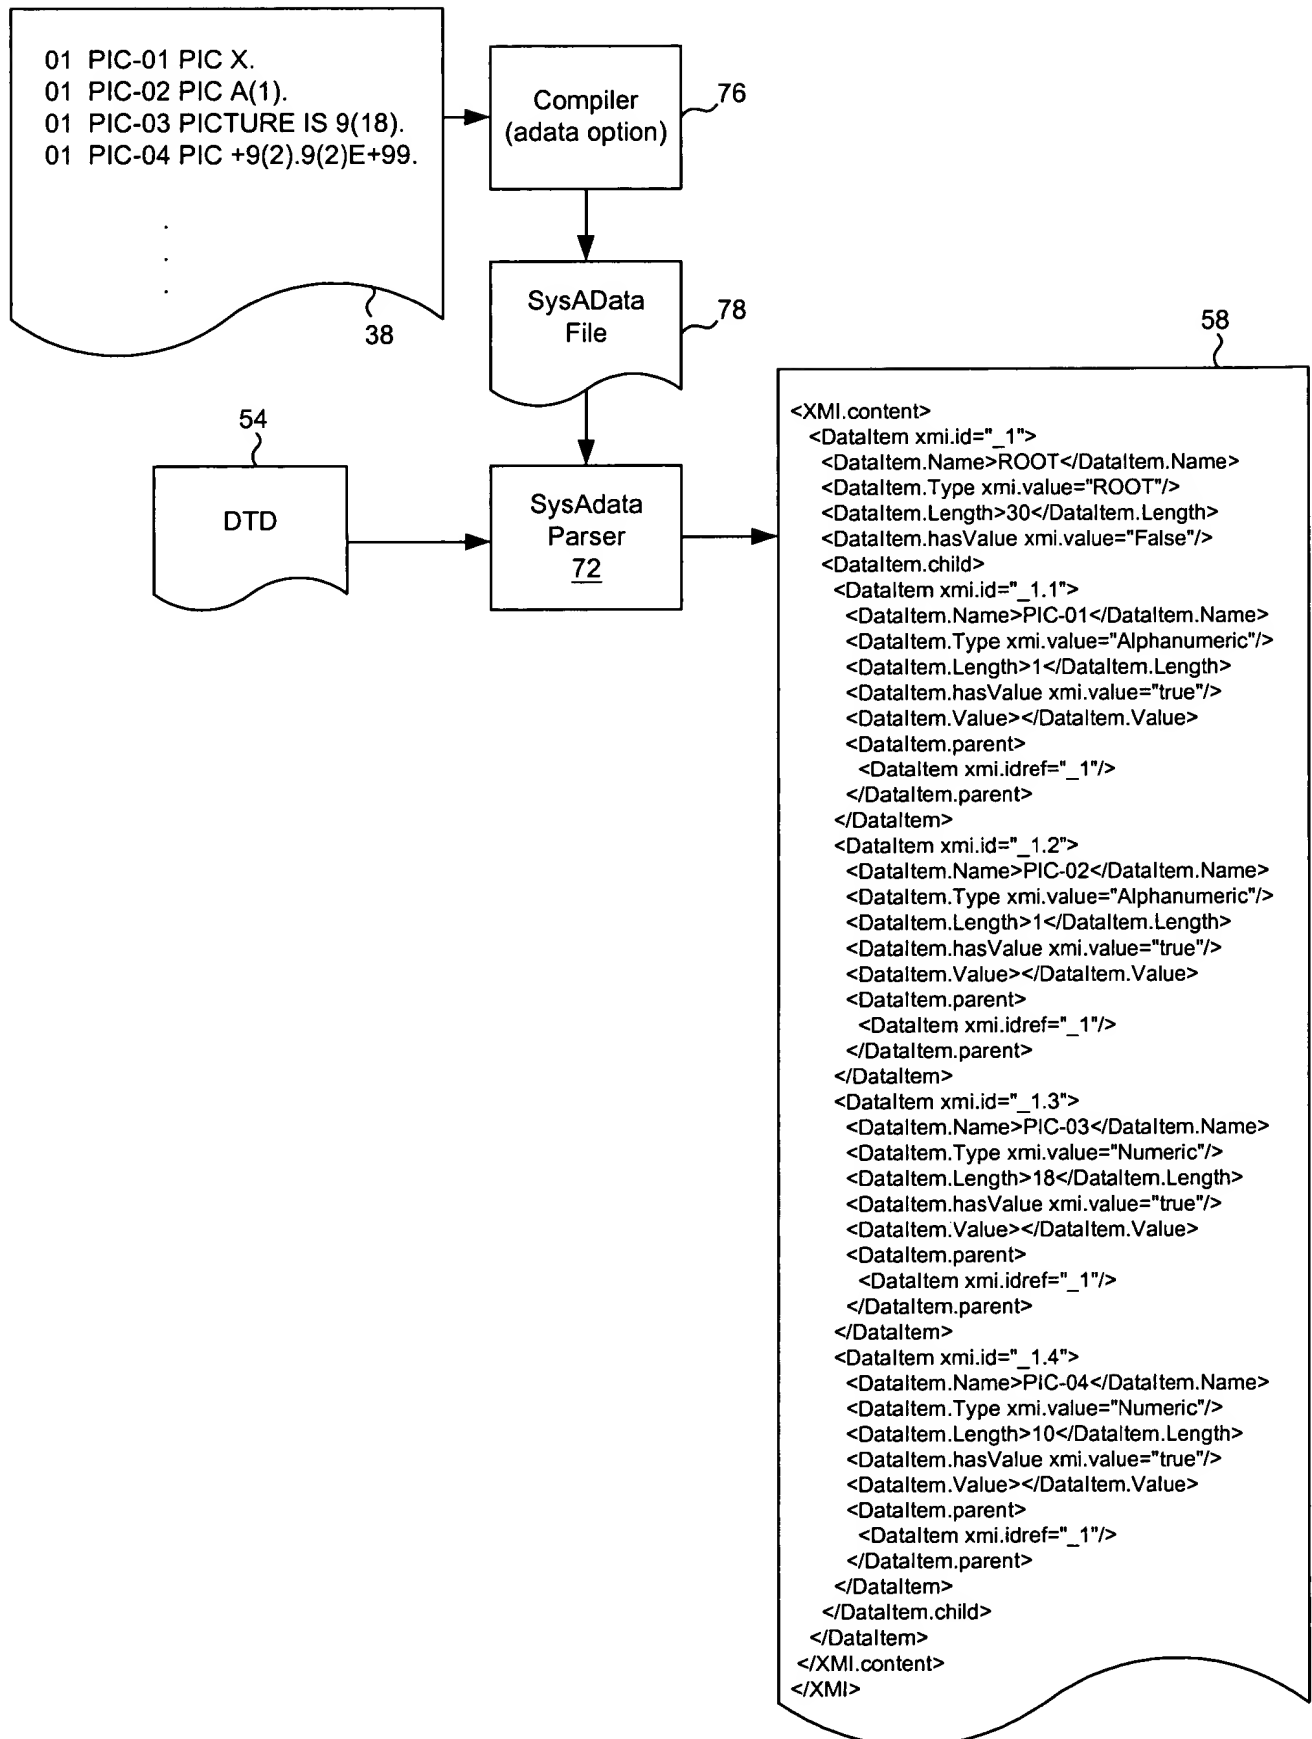 01 PIC-01 PIC X.
01 PIC-02 PIC A(1).
01 PIC-03 PICTURE IS 9(18).
01 PIC-04 PIC +9(2).9(2)E+99.
.
.
.
38
Compiler
(adata option)
76
SysAData
File
78
54
DTD
SysAdata
Parser
72
58
<XMI.content>
<DataItem xmi.id="_1">
<DataItem.Name>ROOT</DataItem.Name>
<DataItem.Type xmi.value="ROOT"/>
<DataItem.Length>30</DataItem.Length>
<DataItem.hasValue xmi.value="False"/>
<DataItem.child>
<DataItem xmi.id="_1.1">
<DataItem.Name>PIC-01</DataItem.Name>
<DataItem.Type xmi.value="Alphanumeric"/>
<DataItem.Length>1</DataItem.Length>
<DataItem.hasValue xmi.value="true"/>
<DataItem.Value></DataItem.Value>
<DataItem.parent>
<DataItem xmi.idref="_1"/>
</DataItem.parent>
</DataItem>
<DataItem xmi.id="_1.2">
<DataItem.Name>PIC-02</DataItem.Name>
<DataItem.Type xmi.value="Alphanumeric"/>
<DataItem.Length>1</DataItem.Length>
<DataItem.hasValue xmi.value="true"/>
<DataItem.Value></DataItem.Value>
<DataItem.parent>
<DataItem xmi.idref="_1"/>
</DataItem.parent>
</DataItem>
<DataItem xmi.id="_1.3">
<DataItem.Name>PIC-03</DataItem.Name>
<DataItem.Type xmi.value="Numeric"/>
<DataItem.Length>18</DataItem.Length>
<DataItem.hasValue xmi.value="true"/>
<DataItem.Value></DataItem.Value>
<DataItem.parent>
<DataItem xmi.idref="_1"/>
</DataItem.parent>
</DataItem>
<DataItem xmi.id="_1.4">
<DataItem.Name>PIC-04</DataItem.Name>
<DataItem.Type xmi.value="Numeric"/>
<DataItem.Length>10</DataItem.Length>
<DataItem.hasValue xmi.value="true"/>
<DataItem.Value></DataItem.Value>
<DataItem.parent>
<DataItem xmi.idref="_1"/>
</DataItem.parent>
</DataItem>
</DataItem.child>
</DataItem>
</XMI.content>
</XMI>